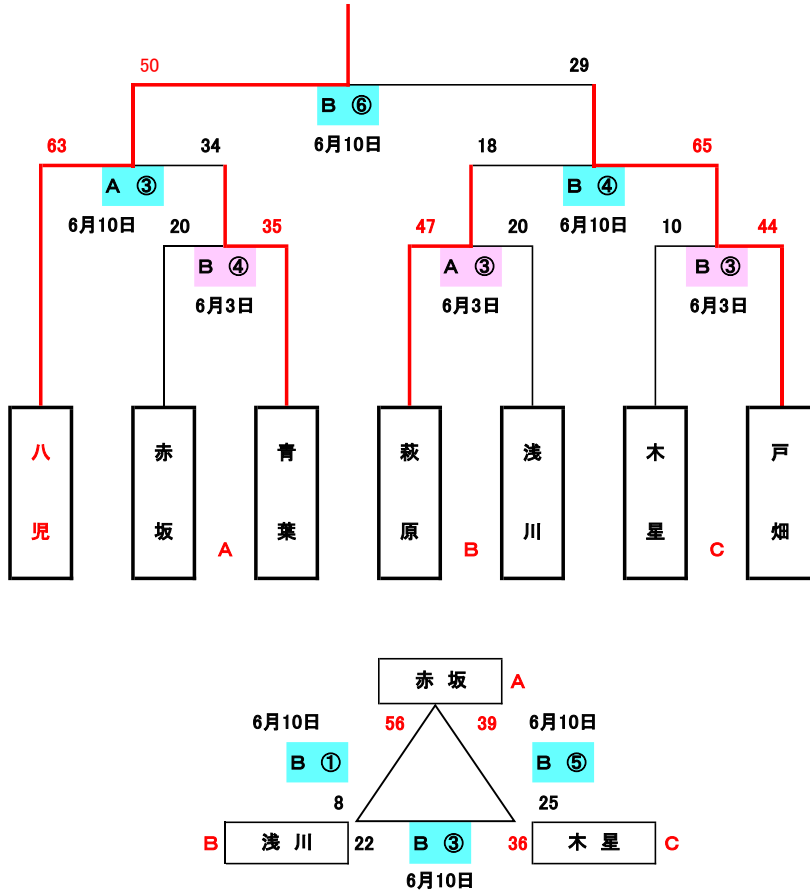 50 29
B ⑥
6月10日
63 34 18 65
A ③ B ④
6月10日 6月10日
20 35 47 20 10 44
B ④ A ③ B ③
6月3日 6月3日 6月3日
八児 赤坂 A 青葉 萩原 B 浅川 木星 C 戸畑
赤坂 A
6月10日 56 39 6月10日
B ① B ⑤
8 25
B 浅川 22 B ③ 36 木星 C
6月10日